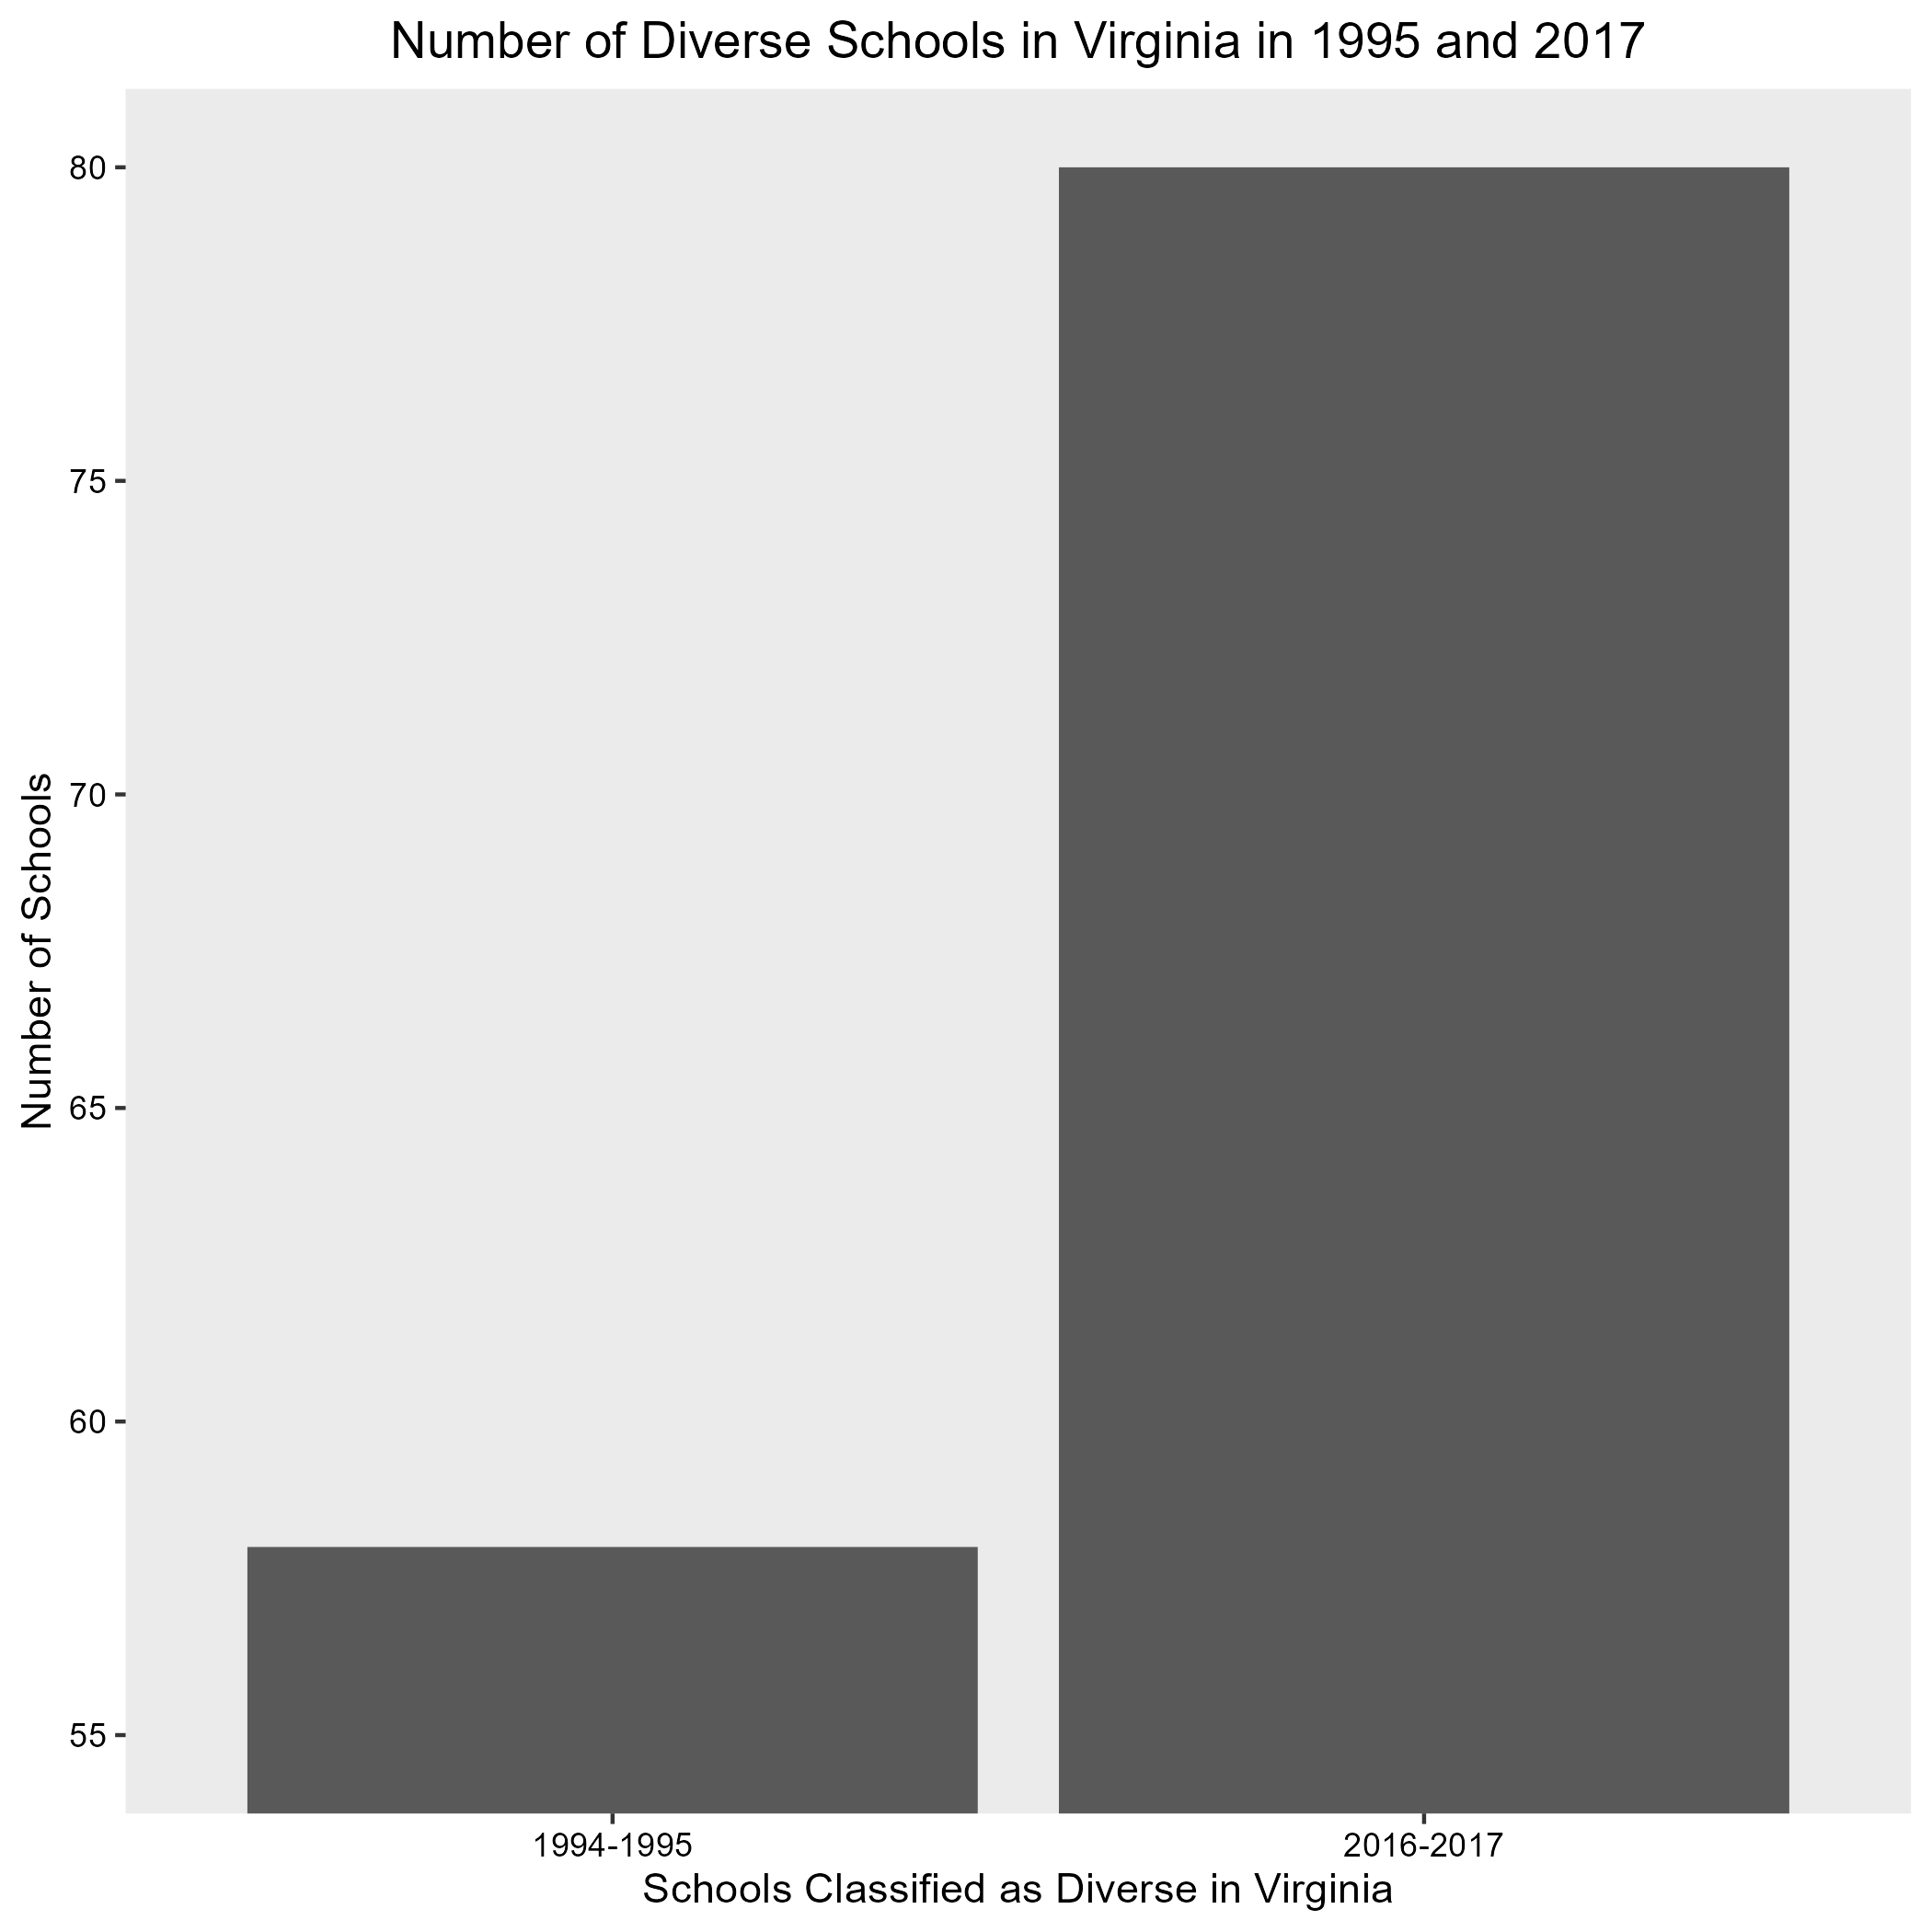 Number of Diverse Schools in Virginia in 1995 and 2017
Number of Schools
80
75
70
65
60
55
1994-1995
2016-2017
Schools Classified as Diverse in Virginia